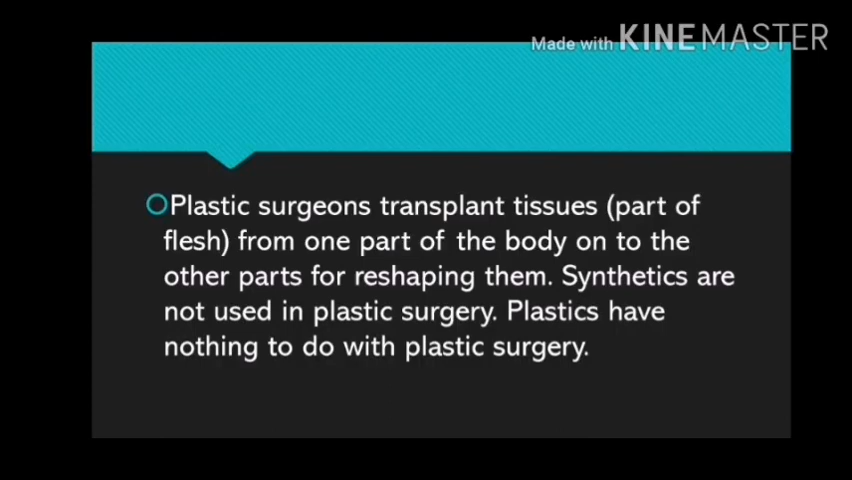 Made with KINEMASTER
Plastic surgeons transplant tissues (part of
flesh) from one part of the body on to the
other parts for reshaping them. Synthetics are
not used in plastic surgery. Plastics have
nothing to do with plastic surgery.